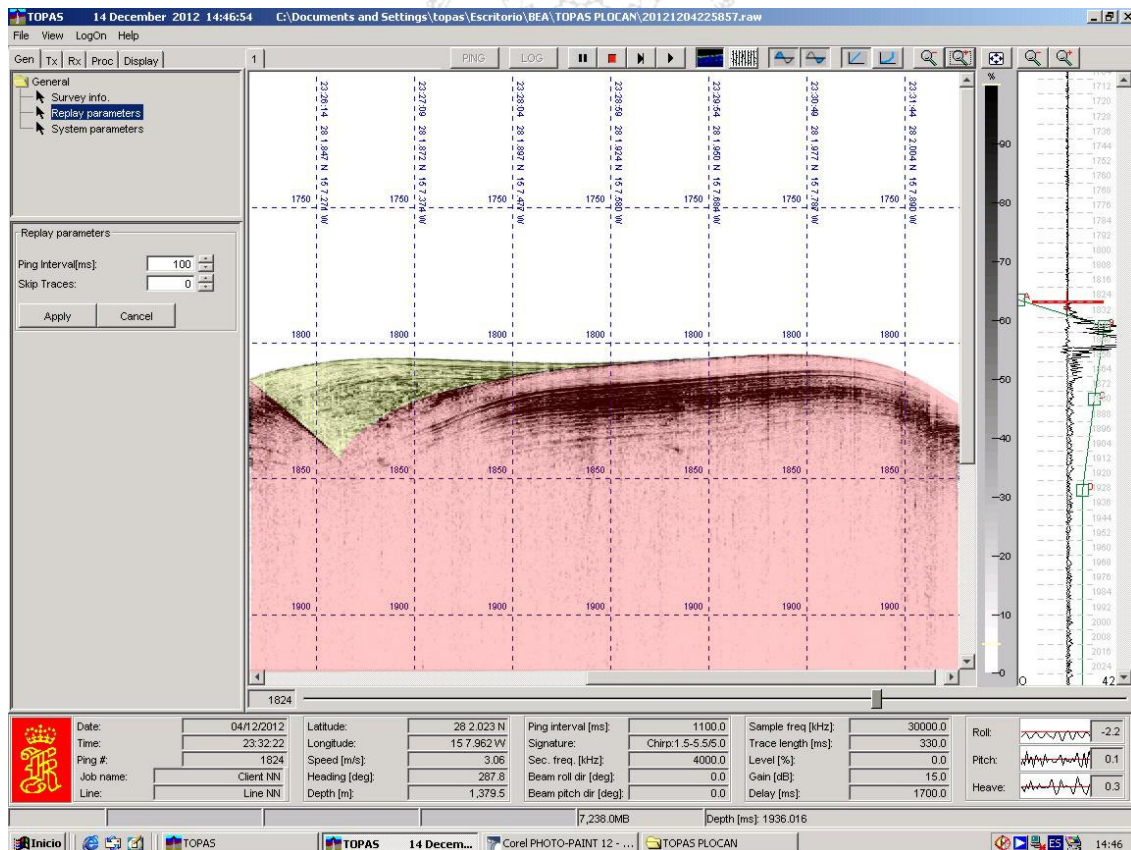 TOPAS 14 December 2012 14:46:54 C:\Documents and Settings\topas\Escritorio\BEA\TOPAS PLOCAN\20121204225857.raw
File View LogOn Help
Gen Tx Rx Proc Display
1
PING LOG
General
Survey info.
Replay parameters
System parameters
Replay parameters
Ping Interval[ms]: 100
Skip Traces: 0
Apply Cancel
23:26:14 28 1.847 N 15 7.271 W
23:27:09 28 1.872 N 15 7.374 W
23:28:04 28 1.897 N 15 7.477 W
23:28:59 28 1.924 N 15 7.580 W
23:29:54 28 1.950 N 15 7.684 W
23:30:49 28 1.977 N 15 7.787 W
23:31:44 28 2.004 N 15 7.890 W
1750 1750 1750 1750 1750 1750 1750
1800 1800 1800 1800 1800 1800 1800
1850 1850 1850 1850 1850 1850 1850
1900 1900 1900 1900 1900 1900 1900
%
90
80
70
60
50
40
30
20
10
0
1712
1720
1728
1736
1744
1752
1760
1768
1776
1784
1792
1800
1808
1816
1824
A
1832
1864
1872
1888
1896
1904
1912
1920
D
1928
1936
1944
1952
1960
1968
1976
1984
1992
2000
2008
2016
2024
0 42
1824
Date: 04/12/2012
Time: 23:32:22
Ping #: 1824
Job name: Client NN
Line: Line NN
Latitude: 28 2.023 N
Longitude: 15 7.962 W
Speed [m/s]: 3.06
Heading [deg]: 287.8
Depth [m]: 1,379.5
Ping interval [ms]: 1100.0
Signature: Chirp:1.5-5.5/5.0
Sec. freq. [kHz]: 4000.0
Beam roll dir [deg]: 0.0
Beam pitch dir [deg]: 0.0
Sample freq [kHz]: 30000.0
Trace length [ms]: 330.0
Level [%]: 0.0
Gain [dB]: 15.0
Delay [ms]: 1700.0
Roll: -2.2
Pitch: 0.1
Heave: 0.3
7,238.0MB Depth [ms]: 1936.016
Inicio TOPAS TOPAS 14 Decem... Corel PHOTO-PAINT 12 - ... TOPAS PLOCAN ES 14:46